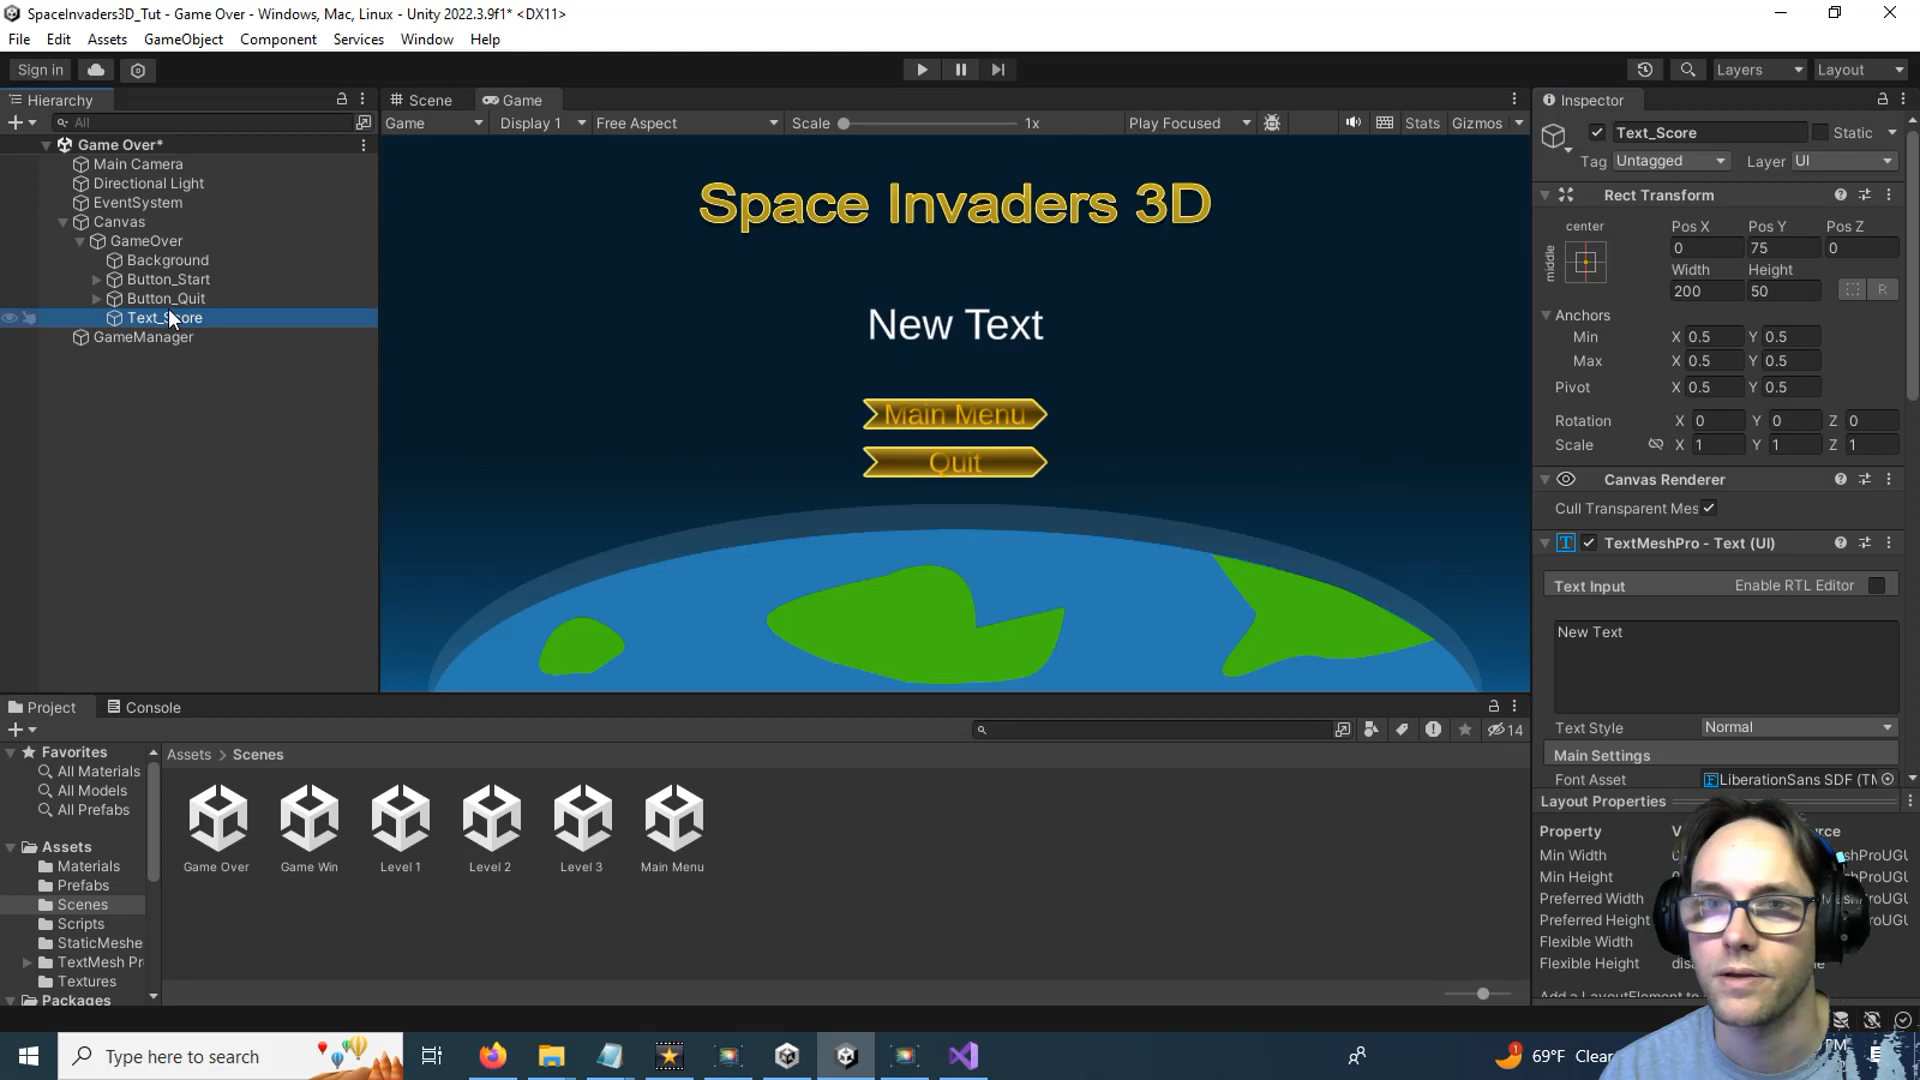 SpaceInvaders3D_Tut - Game Over - Windows, Mac, Linux - Unity 2022.3.9f1* <DX11>
File Edit Assets GameObject Component Services Window Help
Sign in Layers Layout
Hierarchy Scene Game Inspector
All Game Display 1 Free Aspect Scale 1x Play Focused Stats Gizmos
Game Over*
Main Camera
Directional Light
EventSystem
Canvas
GameOver
Background
Button_Start
Button_Quit
Text_Score
GameManager
Space Invaders 3D
New Text
Main Menu
Quit
Text_Score Static
Tag Untagged Layer UI
Rect Transform
center Pos X Pos Y Pos Z
middle 0 75 0
Width Height
200 50 R
Anchors
Min X 0.5 Y 0.5
Max X 0.5 Y 0.5
Pivot X 0.5 Y 0.5
Rotation X 0 Y 0 Z 0
Scale X 1 Y 1 Z 1
Canvas Renderer
Cull Transparent Mes
TextMeshPro - Text (UI)
Text Input Enable RTL Editor
New Text
Text Style Normal
Main Settings
Font Asset LiberationSans SDF (TM
Layout Properties
Property
Min Width shProUGU
Min Height
Preferred Width
Preferred Height
Flexible Width
Flexible Height
Project Console
14
Favorites
All Materials
All Models
All Prefabs
Assets
Materials
Prefabs
Scenes
Scripts
StaticMeshe
TextMesh Pr
Textures
Packages
Assets > Scenes
Game Over Game Win Level 1 Level 2 Level 3 Main Menu
Type here to search 69°F Clear